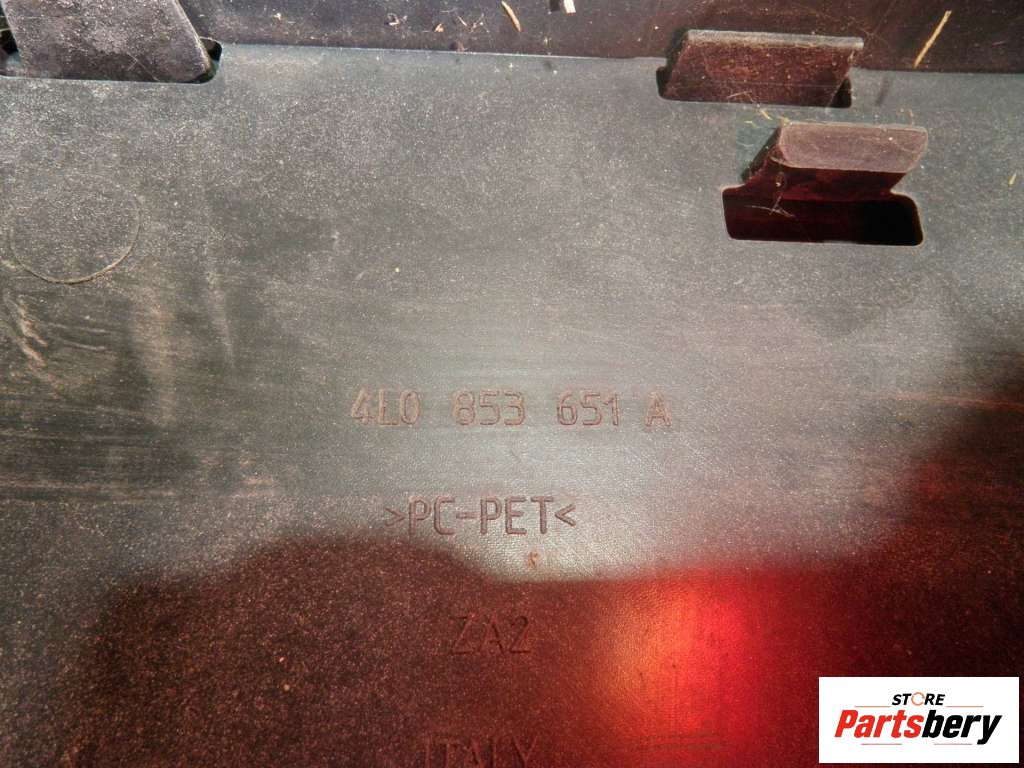 4L0 853 651 A
>PC-PET<
ZA2
ITALY
STORE
Partsbery